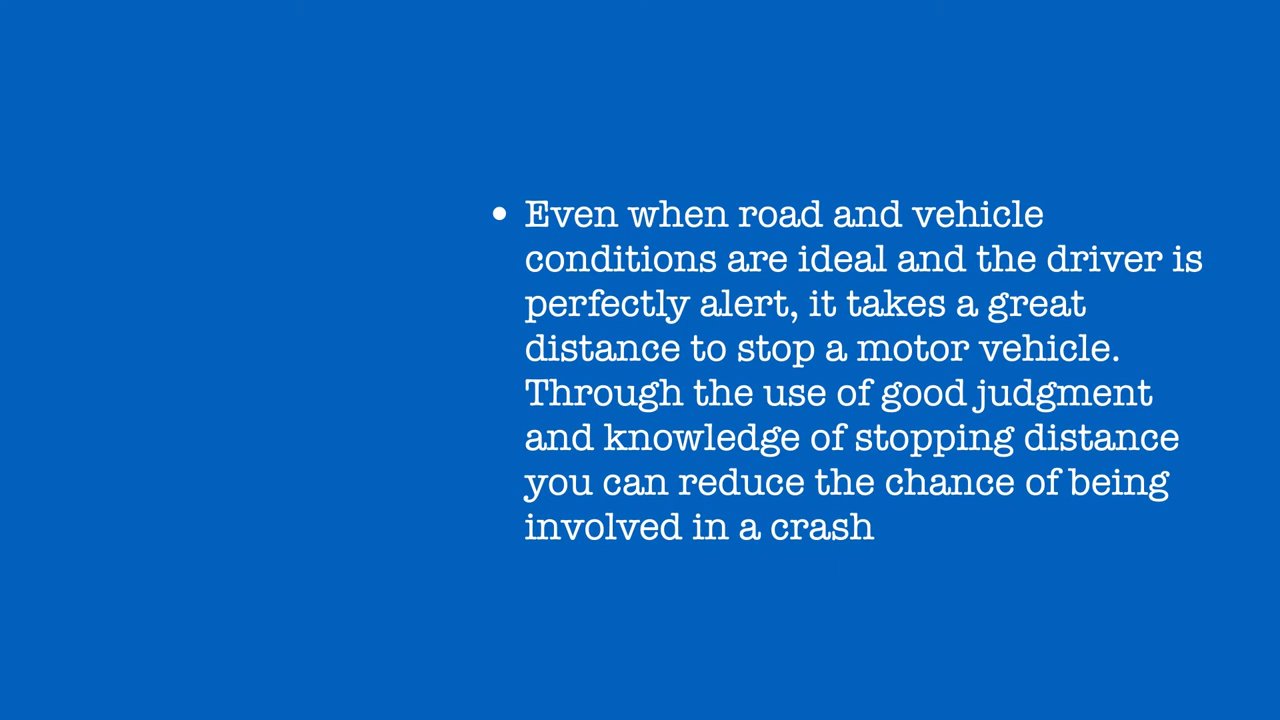 • Even when road and vehicle
conditions are ideal and the driver is
perfectly alert, it takes a great
distance to stop a motor vehicle.
Through the use of good judgment
and knowledge of stopping distance
you can reduce the chance of being
involved in a crash